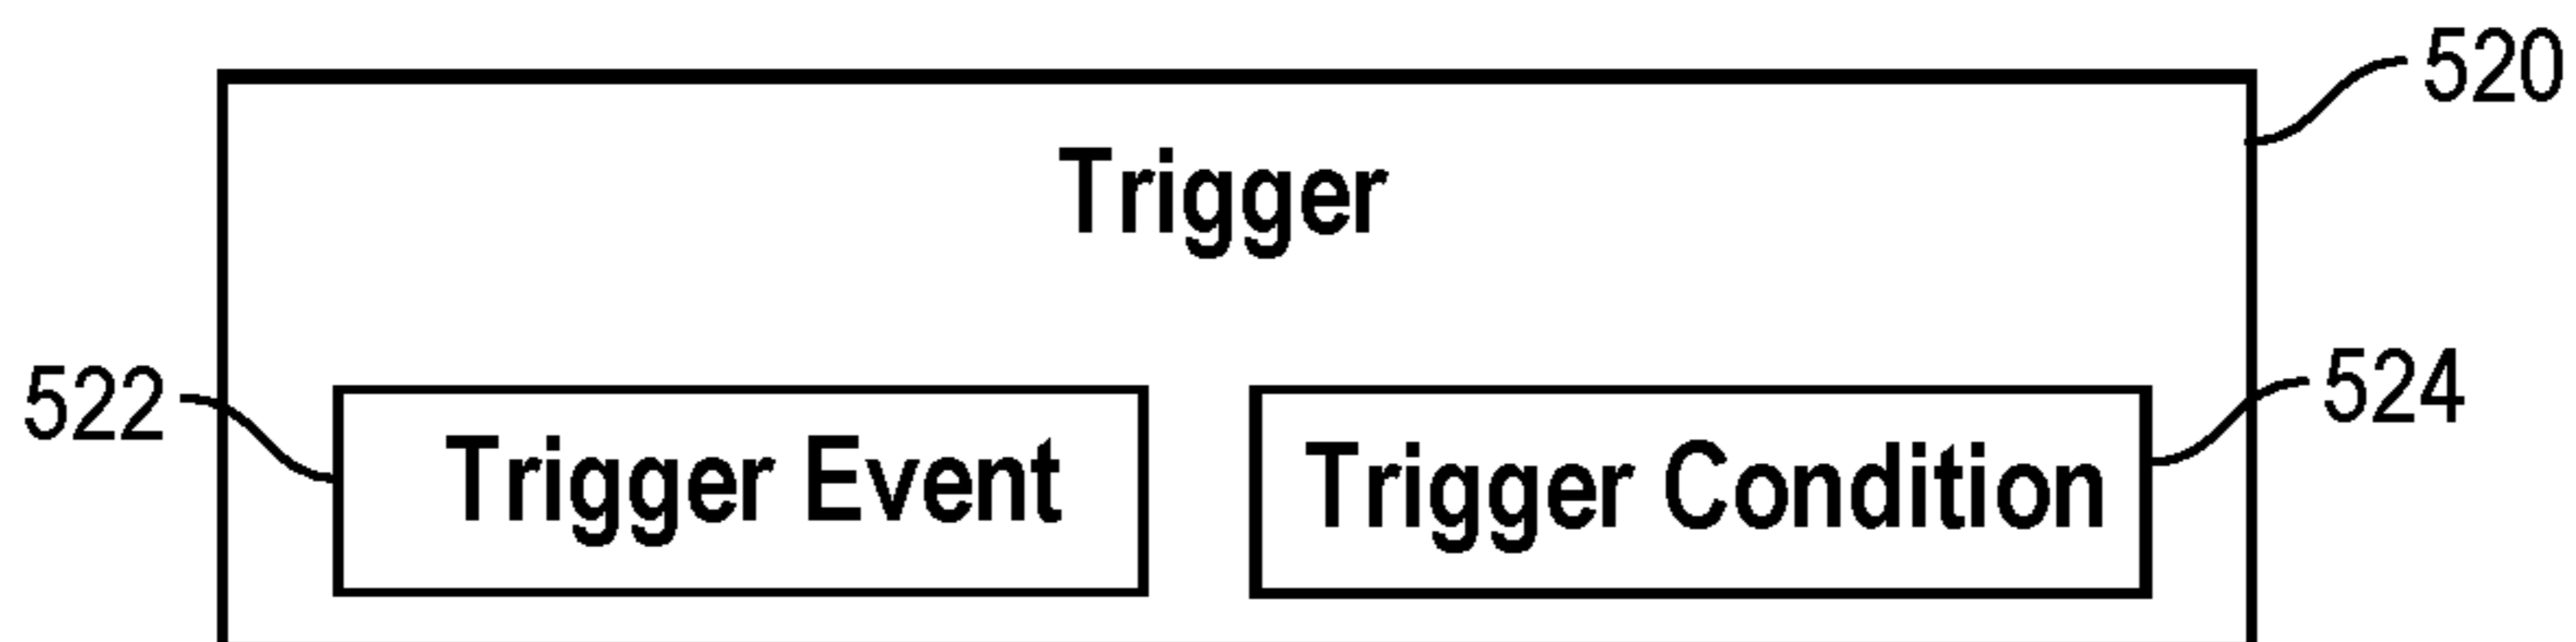 520
Trigger
522
524
Trigger Event
Trigger Condition